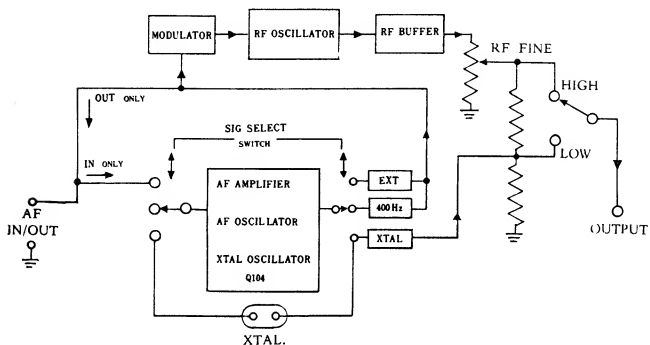 MODULATOR
RF OSCILLATOR
RF BUFFER
RF FINE
HIGH
OUT ONLY
SIG SELECT
SWITCH
LOW
IN ONLY
EXT
AF AMPLIFIER
AF
IN/OUT
400 Hz
AF OSCILLATOR
OUTPUT
XTAL
XTAL OSCILLATOR
Q104
XTAL.